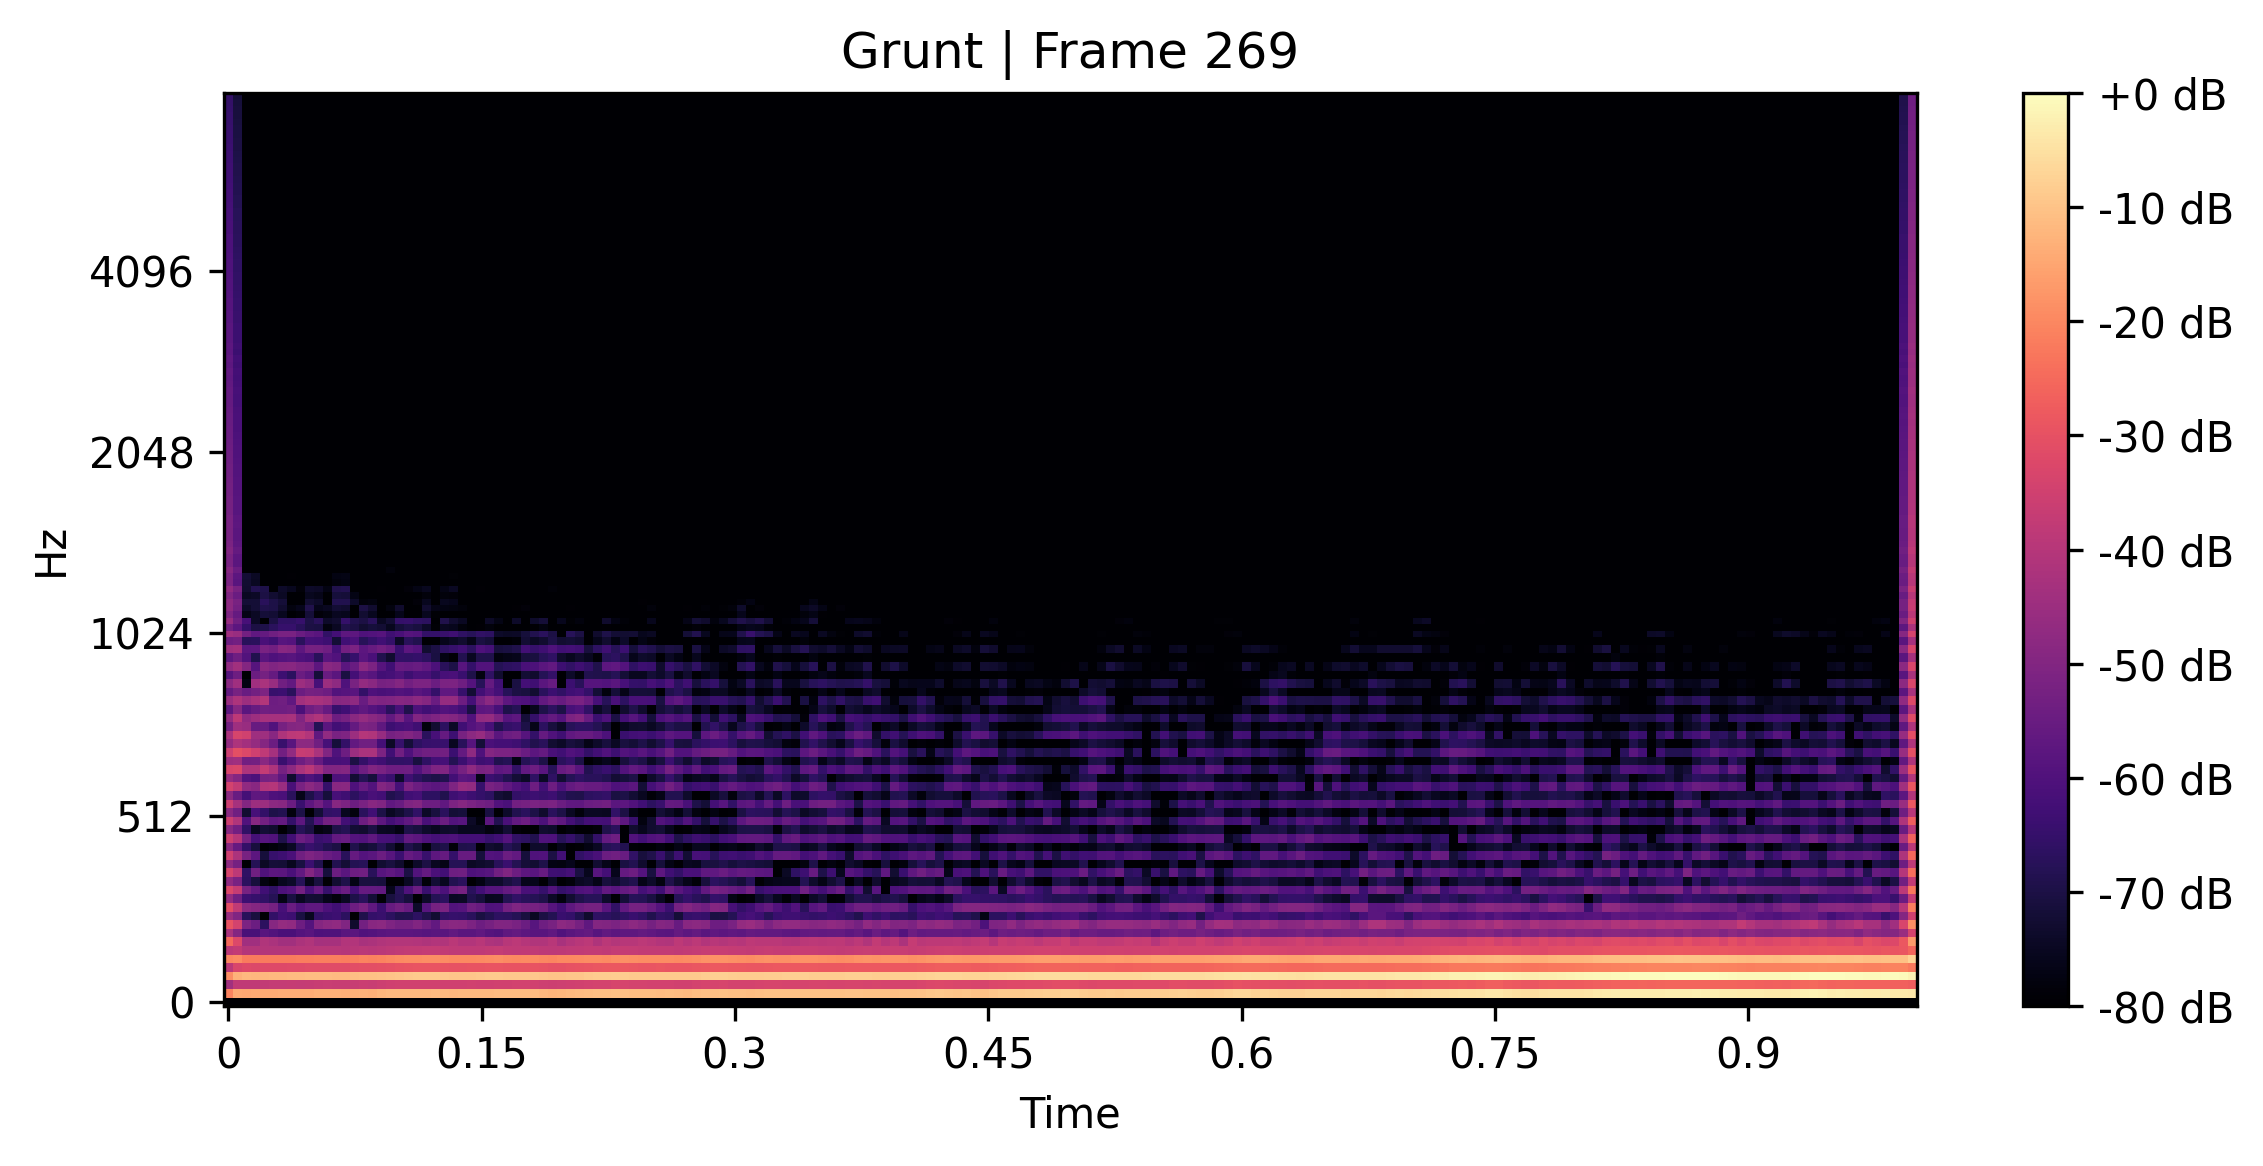 Grunt | Frame 269
+0 dB
-10 dB
-20 dB
-30 dB
-40 dB
-50 dB
-60 dB
-70 dB
-80 dB
Hz
4096
2048
1024
512
0
0 0.15 0.3 0.45 0.6 0.75 0.9
Time